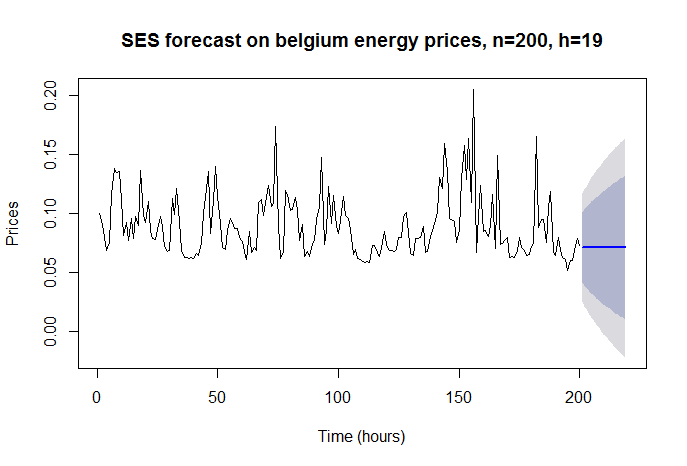 SES forecast on belgium energy prices, n=200, h=19
Prices
0.20
0.15
0.10
0.05
0.00
0 50 100 150 200
Time (hours)